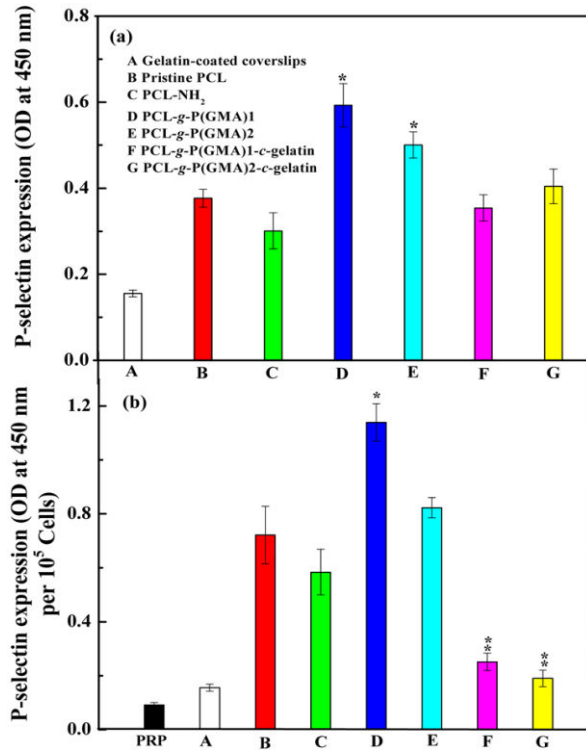 (a)
A Gelatin-coated coverslips
B Pristine PCL
C PCL-NH₂
D PCL-g-P(GMA)1
E PCL-g-P(GMA)2
F PCL-g-P(GMA)1-c-gelatin
G PCL-g-P(GMA)2-c-gelatin
P-selectin expression (OD at 450 nm)
0.8
0.6
0.4
0.2
0.0
* *
A B C D E F G
(b)
P-selectin expression (OD at 450 nm
per 10⁵ Cells)
1.2
0.8
0.4
0.0
* ** **
PRP A B C D E F G